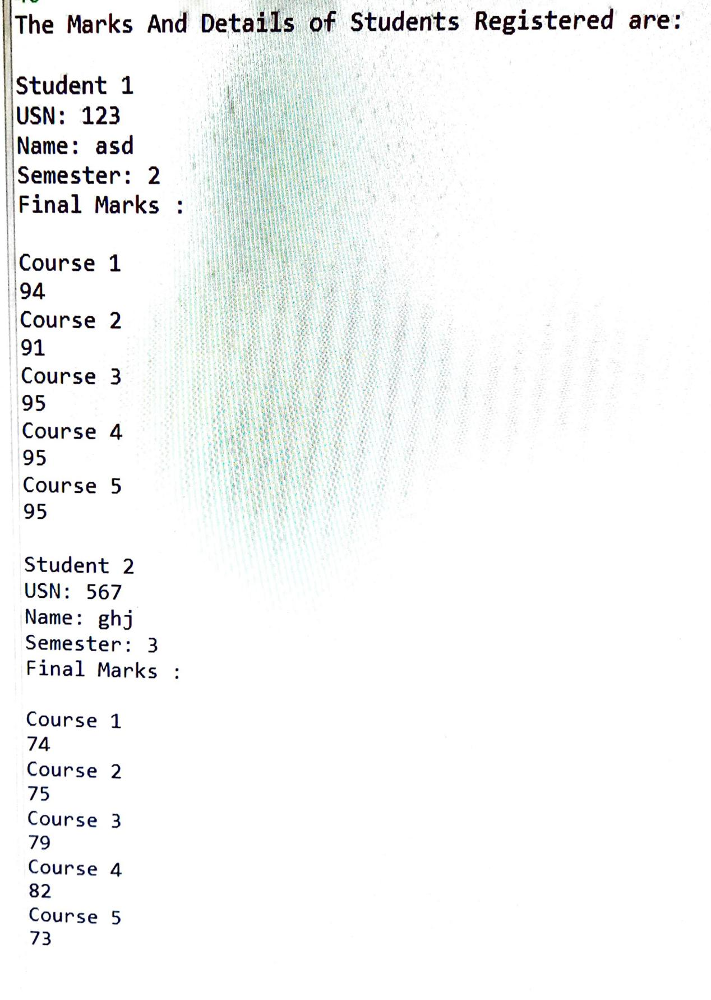 The Marks And Details of Students Registered are:
Student 1
USN: 123
Name: asd
Semester: 2
Final Marks :
Course 1
94
Course 2
91
Course 3
95
Course 4
95
Course 5
95
Student 2
USN: 567
Name: ghj
Semester: 3
Final Marks :
Course 1
74
Course 2
75
Course 3
79
Course 4
82
Course 5
73